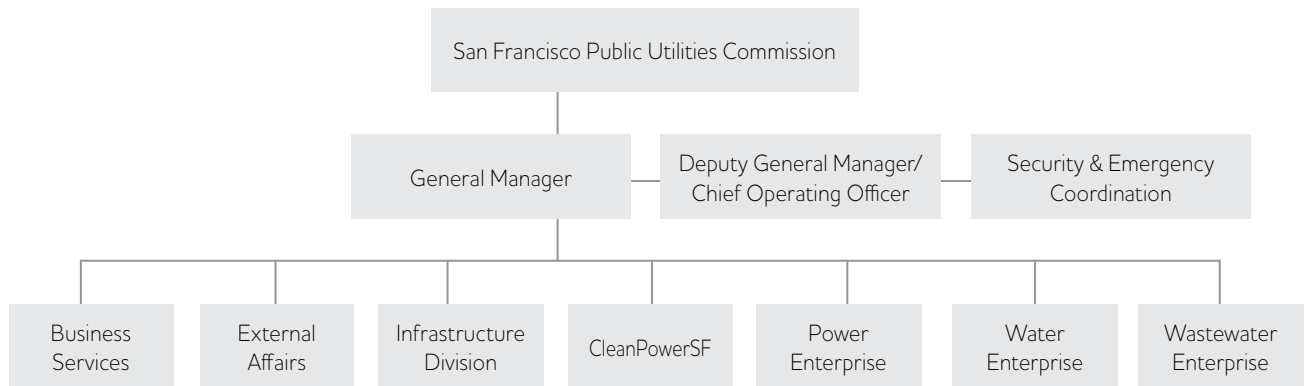 San Francisco Public Utilities Commission
General Manager
Deputy General Manager/
Chief Operating Officer
Security & Emergency
Coordination
Business
Services
External
Affairs
Infrastructure
Division
CleanPowerSF
Power
Enterprise
Water
Enterprise
Wastewater
Enterprise